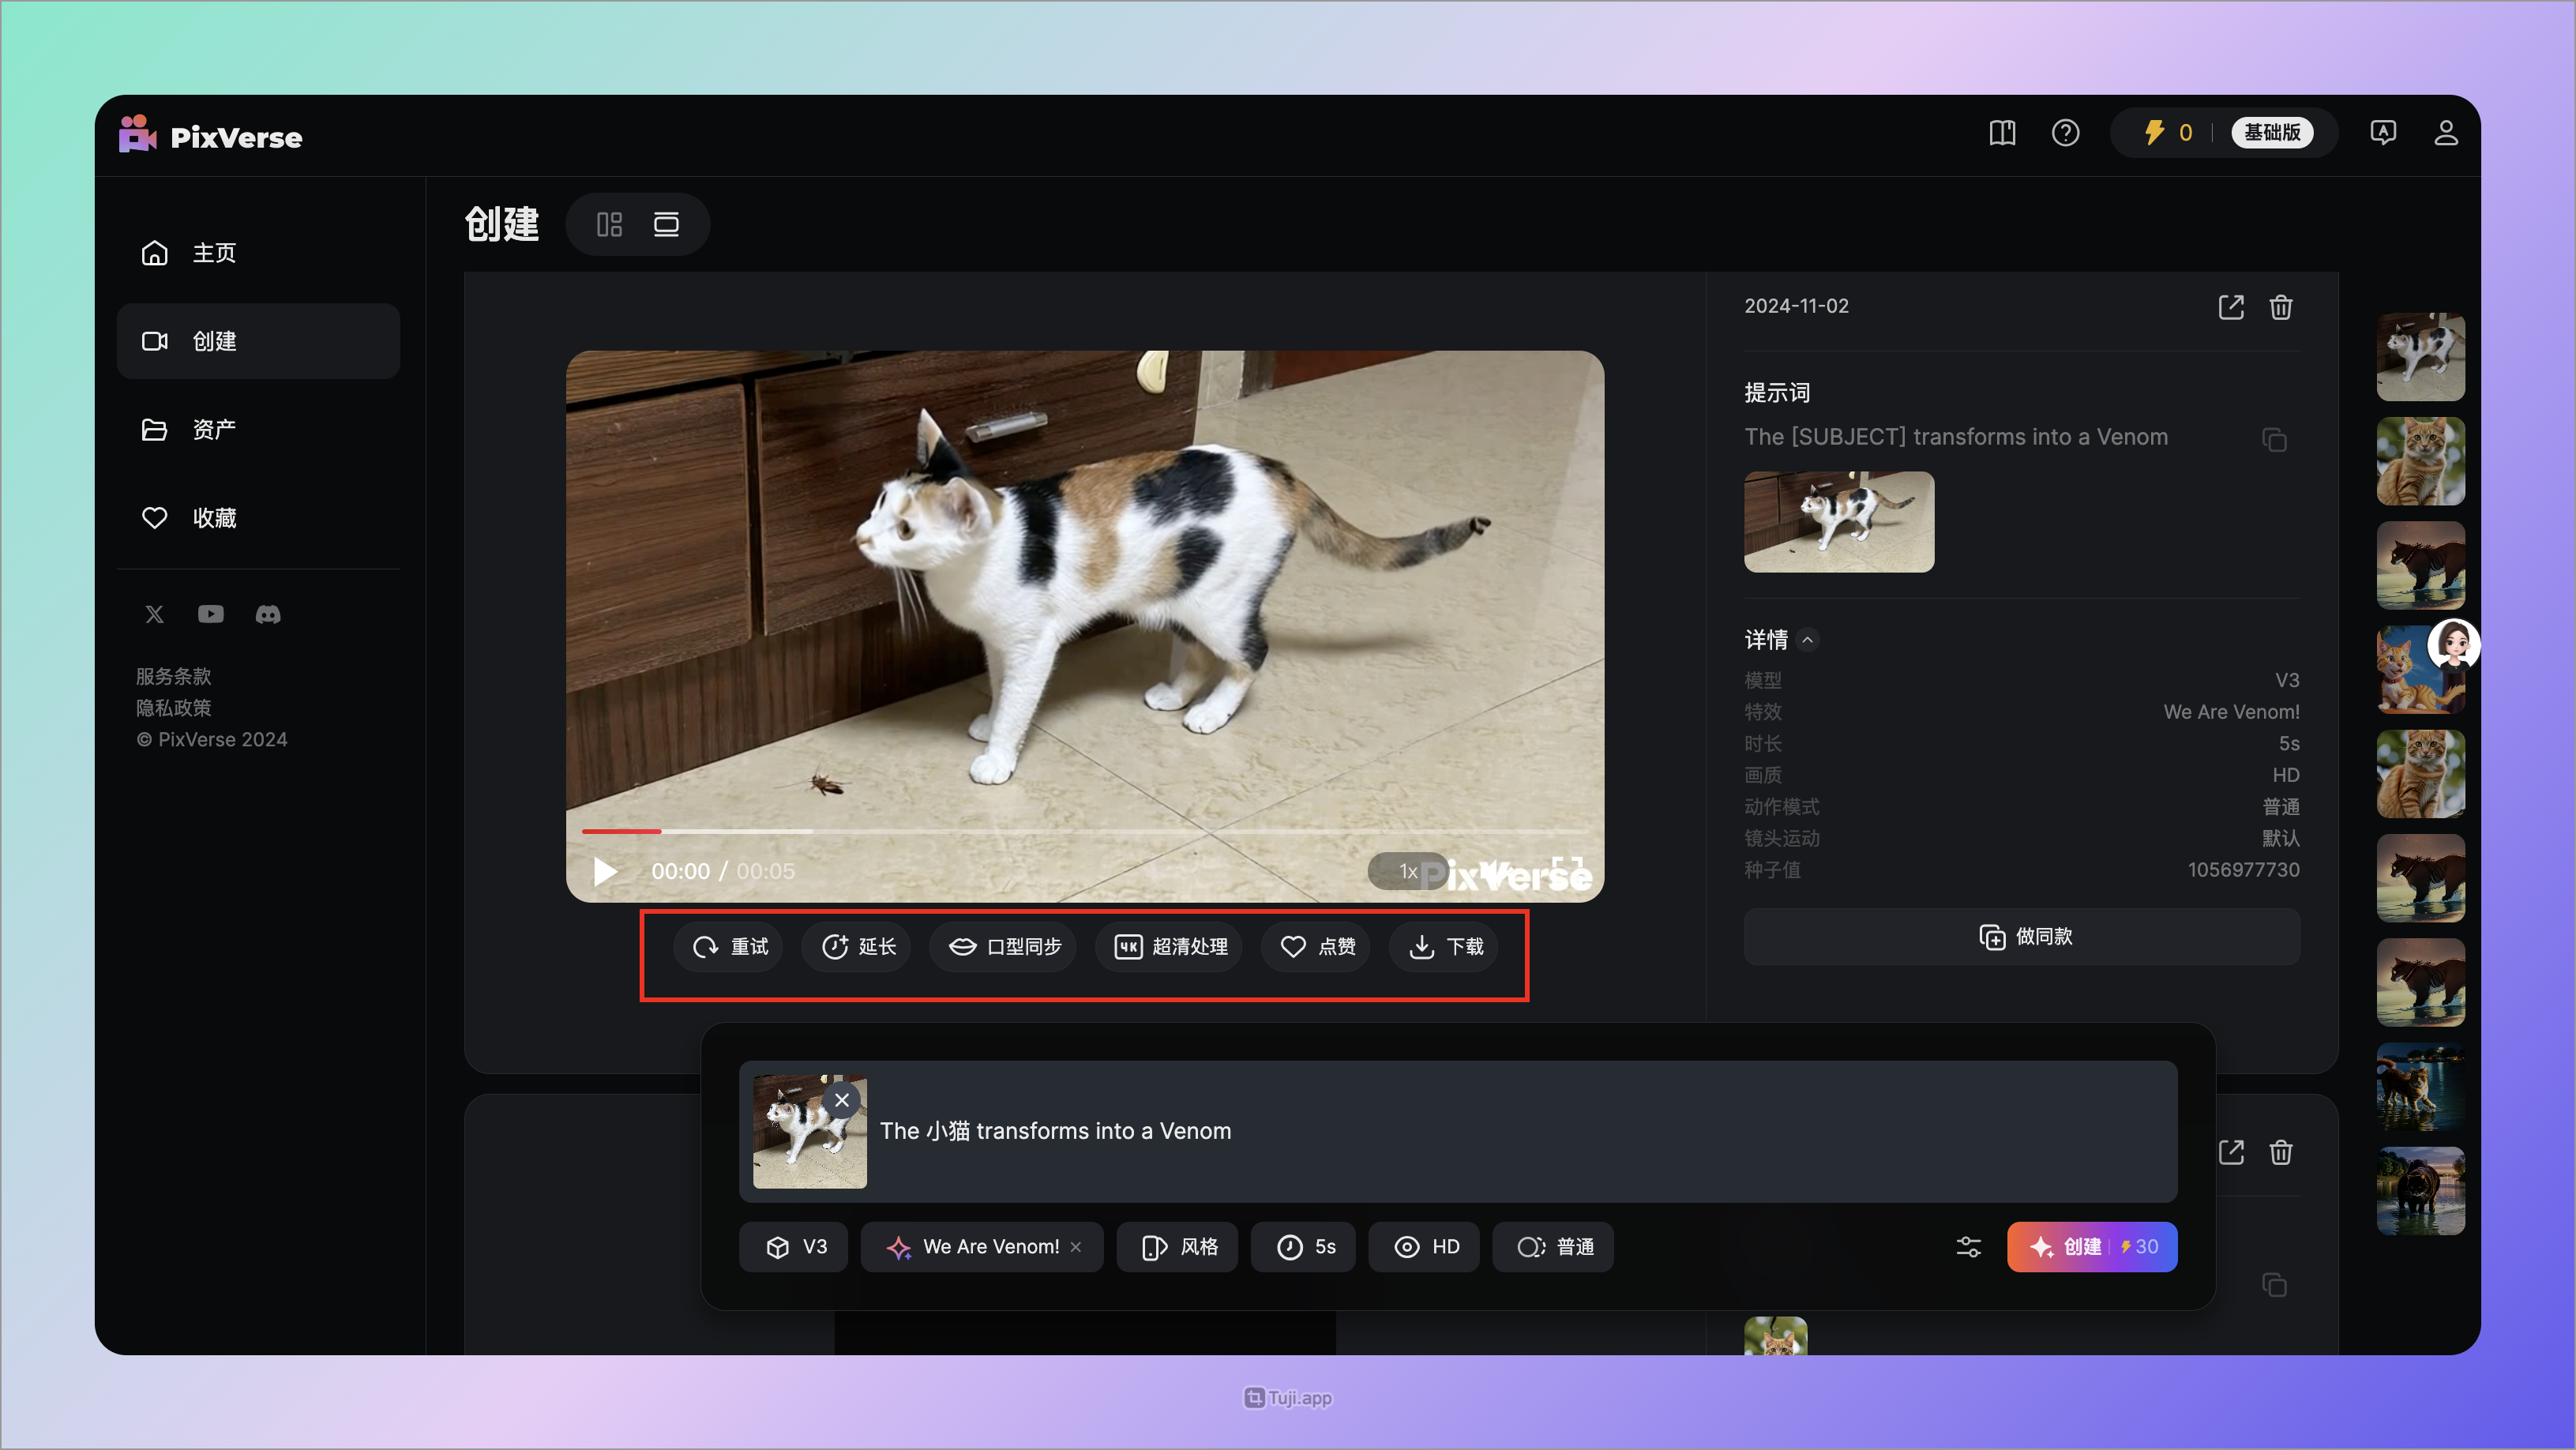 PixVerse
0
基础版
主页
创建
资产
收藏
服务条款
隐私政策
© PixVerse 2024
创建
00:00 / 00:05
1x
PixVerse
重试
延长
口型同步
4K
超清处理
点赞
下载
2024-11-02
提示词
The [SUBJECT] transforms into a Venom
详情
模型 V3
特效 We Are Venom!
时长 5s
画质 HD
动作模式 普通
镜头运动 默认
种子值 1056977730
做同款
The 小猫 transforms into a Venom
V3
We Are Venom!
风格
5s
HD
普通
创建
30
Tuji.app